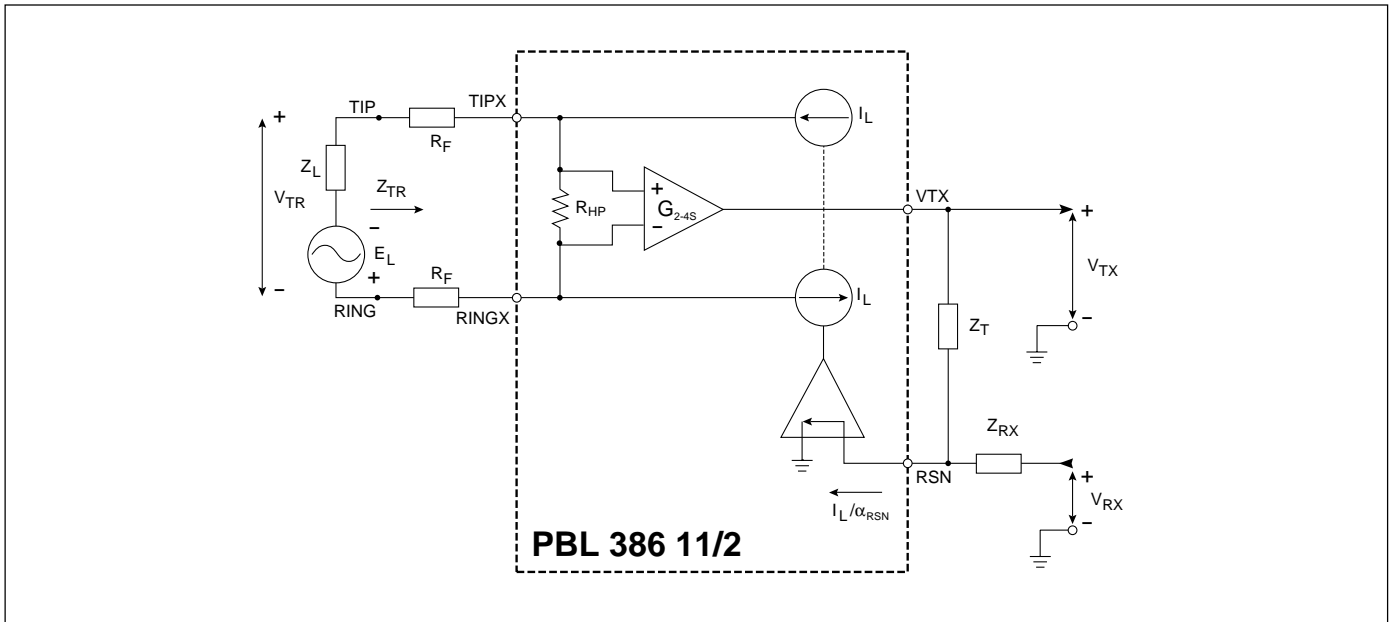 TIP
TIPX
+
R_F
I_L
Z_L
Z_TR
V_TR
R_HP
+
G_2-4S
−
VTX
+
−
E_L
+
−
R_F
RING
RINGX
I_L
V_TX
−
Z_T
Z_RX
RSN
+
V_RX
−
I_L/α_RSN
PBL 386 11/2